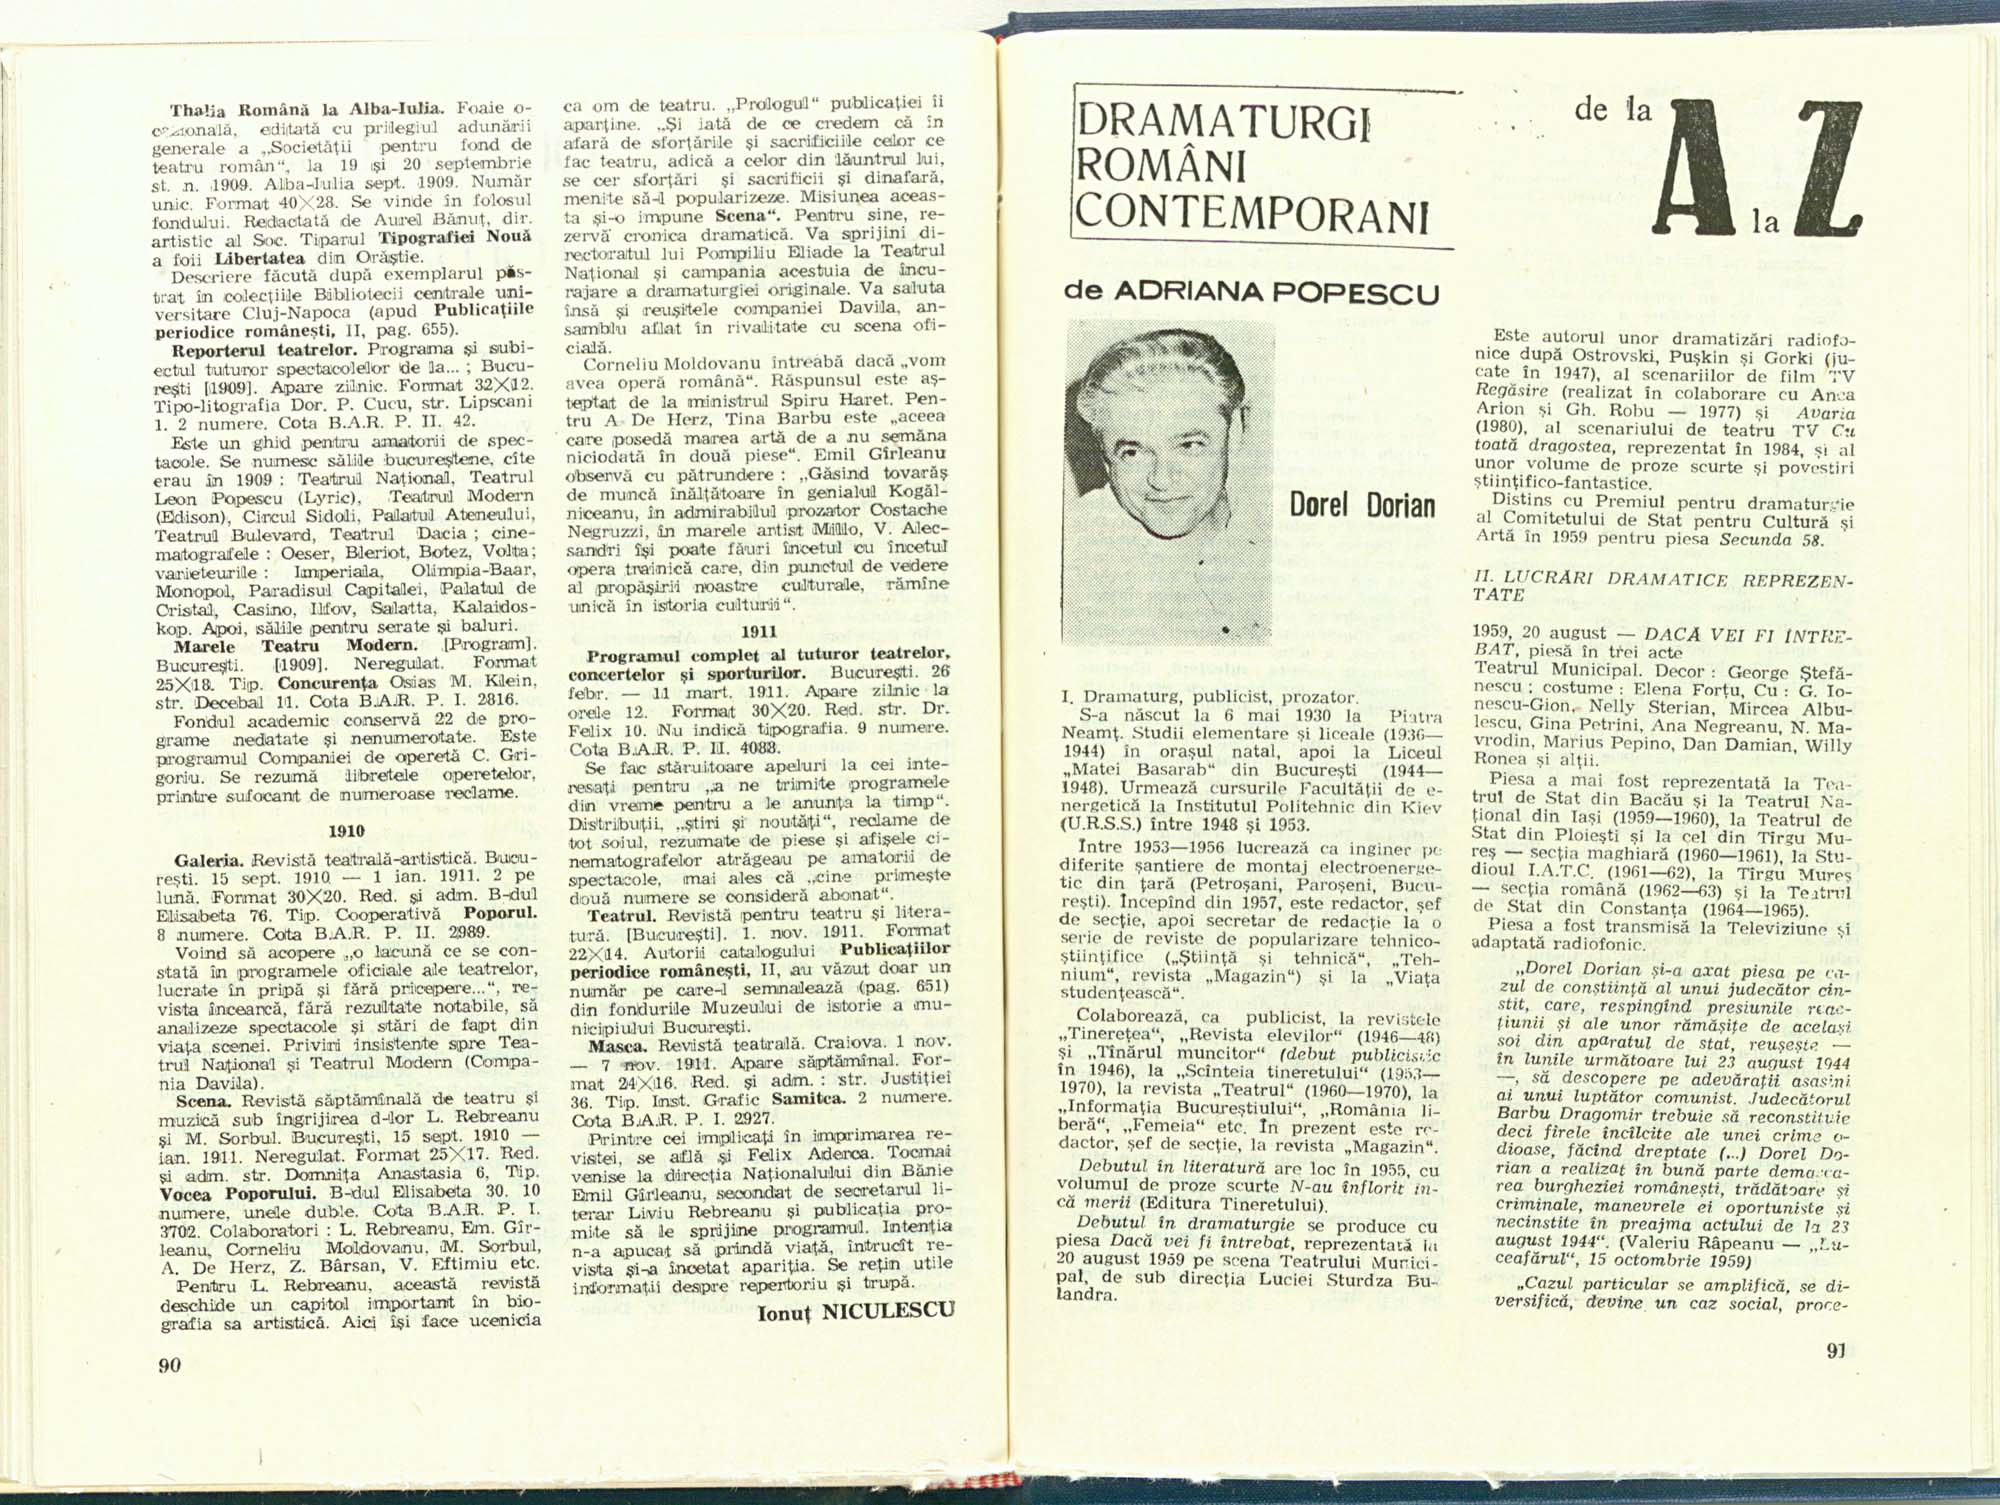 Thalia Română la Alba-Iulia. Foaie o-
cazională, editată cu prilegiul adunării
generale a „Societății pentru fond de
teatru român“, la 19 și 20 septembrie
st. n. 1909. Alba-Iulia sept. 1909. Număr
unic. Format 40×28. Se vinde în folosul
fondului. Redactată de Aurel Bănuț, dir.
artistic al Soc. Tiparul Tipografiei Nouă
a foii Libertatea din Orăștie.
Descriere făcută după exemplarul păs-
trat în colecțiile Bibliotecii centrale uni-
versitare Cluj-Napoca (apud Publicațiile
periodice românești, II, pag. 655).
Reporterul teatrelor. Programa și subi-
ectul tuturor spectacolelor de la... ; Bucu-
rești [1909]. Apare zilnic. Format 32×12.
Tipo-litografia Dor. P. Cucu, str. Lipscani
1. 2 numere. Cota B.A.R. P. II. 42.
Este un ghid pentru amatorii de spec-
tacole. Se numesc sălile bucureștene, cîte
erau în 1909 : Teatrul Național, Teatrul
Leon Popescu (Lyric), Teatrul Modern
(Edison), Circul Sidoli, Palatul Ateneului,
Teatrul Bulevard, Teatrul Dacia ; cine-
matografele : Oeser, Bleriot, Botez, Volta ;
varieteurile : Imperiala, Olimpia-Baar,
Monopol, Paradisul Capitalei, Palatul de
Cristal, Casino, Ilfov, Salatta, Kalaidos-
kop. Apoi, sălile pentru serate și baluri.
Marele Teatru Modern. [Program].
București. [1909]. Neregulat. Format
25×18. Tip. Concurența Osias M. Klein,
str. Decebal 11. Cota B.A.R. P. I. 2816.
Fondul academic conservă 22 de pro-
grame nedatate și nenumerotate. Este
programul Companiei de operetă C. Gri-
goriu. Se rezumă libretele operetelor,
printre sufocant de numeroase reclame.
1910
Galeria. Revistă teatrală-artistică. Bucu-
rești. 15 sept. 1910 — 1 ian. 1911. 2 pe
lună. Format 30×20. Red. și adm. B-dul
Elisabeta 76. Tip. Cooperativă Poporul.
8 numere. Cota B.A.R. P. II. 2989.
Voind să acopere „o lacună ce se con-
stată în programele oficiale ale teatrelor,
lucrate în pripă și fără pricepere...“, re-
vista încearcă, fără rezultate notabile, să
analizeze spectacole și stări de fapt din
viața scenei. Priviri insistente spre Tea-
trul Național și Teatrul Modern (Compa-
nia Davila).
Scena. Revistă săptămînală de teatru și
muzică sub îngrijirea d-lor L. Rebreanu
și M. Sorbul. București, 15 sept. 1910 —
ian. 1911. Neregulat. Format 25×17. Red.
și adm. str. Domnița Anastasia 6, Tip.
Vocea Poporului. B-dul Elisabeta 30. 10
numere, unele duble. Cota B.A.R. P. I.
3702. Colaboratori : L. Rebreanu, Em. Gîr-
leanu, Corneliu Moldovanu, M. Sorbul,
A. De Herz, Z. Bârsan, V. Eftimiu etc.
Pentru L. Rebreanu, această revistă
deschide un capitol important în bio-
grafia sa artistică. Aici își face ucenicia
90
ca om de teatru. „Prologul“ publicației îi
aparține. „Și iată de ce credem că în
afară de sforțările și sacrificiile celor ce
fac teatru, adică a celor din lăuntrul lui,
se cer sforțări și sacrificii și dinafară,
menite să-l popularizeze. Misiunea aceas-
ta și-o impune Scena“. Pentru sine, re-
zervă cronica dramatică. Va sprijini di-
rectoratul lui Pompiliu Eliade la Teatrul
Național și campania acestuia de încu-
rajare a dramaturgiei originale. Va saluta
însă și reușitele companiei Davila, an-
samblu aflat în rivalitate cu scena ofi-
cială.
Corneliu Moldovanu întreabă dacă „vom
avea operă română“. Răspunsul este aș-
teptat de la ministrul Spiru Haret. Pen-
tru A. De Herz, Tina Barbu este „aceea
care posedă marea artă de a nu semăna
niciodată în două piese“. Emil Gîrleanu
observă cu pătrundere : „Găsind tovarăș
de muncă înălțătoare în genialul Kogăl-
niceanu, în admirabilul prozator Costache
Negruzzi, în marele artist Millo, V. Alec-
sandri își poate făuri încetul cu încetul
opera trainică care, din punctul de vedere
al propășirii noastre culturale, rămîne
unică în istoria culturii“.
1911
Programul complet al tuturor teatrelor,
concertelor și sporturilor. București. 26
febr. — 11 mart. 1911. Apare zilnic la
orele 12. Format 30×20. Red. str. Dr.
Felix 10. Nu indică tipografia. 9 numere.
Cota B.A.R. P. II. 4088.
Se fac stăruitoare apeluri la cei inte-
resați pentru „a ne trimite programele
din vreme pentru a le anunța la timp“.
Distribuții, „știri și noutăți“, reclame de
tot soiul, rezumate de piese și afișele ci-
nematografelor atrăgeau pe amatorii de
spectacole, mai ales că „cine primește
două numere se consideră abonat“.
Teatrul. Revistă pentru teatru și litera-
tură. [București]. 1. nov. 1911. Format
22×14. Autorii catalogului Publicațiilor
periodice românești, II, au văzut doar un
număr pe care-l semnalează (pag. 651)
din fondurile Muzeului de istorie a mu-
nicipiului București.
Masca. Revistă teatrală. Craiova. 1 nov.
— 7 nov. 1911. Apare săptămînal. For-
mat 24×16. Red. și adm. : str. Justiției
36. Tip. Inst. Grafic Samitca. 2 numere.
Cota B.A.R. P. I. 2927.
Printre cei implicați în imprimarea re-
vistei, se află și Felix Aderca. Tocmai
venise la direcția Naționalului din Bănie
Emil Gîrleanu, secondat de secretarul li-
terar Liviu Rebreanu și publicația pro-
mite să le sprijine programul. Intenția
n-a apucat să prindă viață, întrucît re-
vista și-a încetat apariția. Se rețin utile
informații despre repertoriu și trupă.
Ionuț NICULESCU
DRAMATURGI
ROMÂNI
CONTEMPORANI
de la A la Z
de ADRIANA POPESCU
Dorel Dorian
I. Dramaturg, publicist, prozator.
S-a născut la 6 mai 1930 la Piatra
Neamț. Studii elementare și liceale (1936—
1944) în orașul natal, apoi la Liceul
„Matei Basarab“ din București (1944—
1948). Urmează cursurile Facultății de e-
nergetică la Institutul Politehnic din Kiev
(U.R.S.S.) între 1948 și 1953.
Intre 1953—1956 lucrează ca inginer pe
diferite șantiere de montaj electroenerge-
tic din țară (Petroșani, Paroșeni, Bucu-
rești). Incepînd din 1957, este redactor, șef
de secție, apoi secretar de redacție la o
serie de reviste de popularizare tehnico-
științifice („Știință și tehnică“, „Teh-
nium“, revista „Magazin“) și la „Viața
studențească“.
Colaborează, ca publicist, la revistele
„Tinerețea“, „Revista elevilor“ (1946—48)
și „Tînărul muncitor“ (debut publicistic
în 1946), la „Scînteia tineretului“ (1953—
1970), la revista „Teatrul“ (1960—1970), la
„Informația Bucureștiului“, „România li-
beră“, „Femeia“ etc. In prezent este re-
dactor, șef de secție, la revista „Magazin“.
Debutul în literatură are loc în 1955, cu
volumul de proze scurte N-au înflorit în-
că merii (Editura Tineretului).
Debutul în dramaturgie se produce cu
piesa Dacă vei fi întrebat, reprezentată la
20 august 1959 pe scena Teatrului Munici-
pal, de sub direcția Luciei Sturdza Bu-
landra.
Este autorul unor dramatizări radiofo-
nice după Ostrovski, Pușkin și Gorki (ju-
cate în 1947), al scenariilor de film TV
Regăsire (realizat în colaborare cu Anca
Arion și Gh. Robu — 1977) și Avaria
(1980), al scenariului de teatru TV Cu
toată dragostea, reprezentat în 1984, și al
unor volume de proze scurte și povestiri
științifico-fantastice.
Distins cu Premiul pentru dramaturgie
al Comitetului de Stat pentru Cultură și
Artă în 1959 pentru piesa Secunda 58.
II. LUCRĂRI DRAMATICE REPREZEN-
TATE
1959, 20 august — DACĂ VEI FI ÎNTRE-
BAT, piesă în trei acte
Teatrul Municipal. Decor : George Ștefă-
nescu ; costume : Elena Forțu, Cu : G. Io-
nescu-Gion, Nelly Sterian, Mircea Albu-
lescu, Gina Petrini, Ana Negreanu, N. Ma-
vrodin, Marius Pepino, Dan Damian, Willy
Ronea și alții.
Piesa a mai fost reprezentată la Tea-
trul de Stat din Bacău și la Teatrul Na-
țional din Iași (1959—1960), la Teatrul de
Stat din Ploiești și la cel din Tîrgu Mu-
reș — secția maghiară (1960—1961), la Stu-
dioul I.A.T.C. (1961—62), la Tîrgu Mureș
— secția română (1962—63) și la Teatrul
de Stat din Constanța (1964—1965).
Piesa a fost transmisă la Televiziune și
adaptată radiofonic.
„Dorel Dorian și-a axat piesa pe ca-
zul de conștiință al unui judecător cin-
stit, care, respingînd presiunile reac-
țiunii și ale unor rămășițe de același
soi din aparatul de stat, reușește —
în lunile următoare lui 23 august 1944
—, să descopere pe adevărații asasini
ai unui luptător comunist. Judecătorul
Barbu Dragomir trebuie să reconstituie
deci firele încîlcite ale unei crime o-
dioase, făcînd dreptate (...) Dorel Do-
rian a realizat în bună parte demasca-
rea burgheziei românești, trădătoare și
criminale, manevrele ei oportuniste și
necinstite în preajma actului de la 23
august 1944“. (Valeriu Râpeanu — „Lu-
ceafărul“, 15 octombrie 1959)
„Cazul particular se amplifică, se di-
versifică, devine un caz social, proce-
91